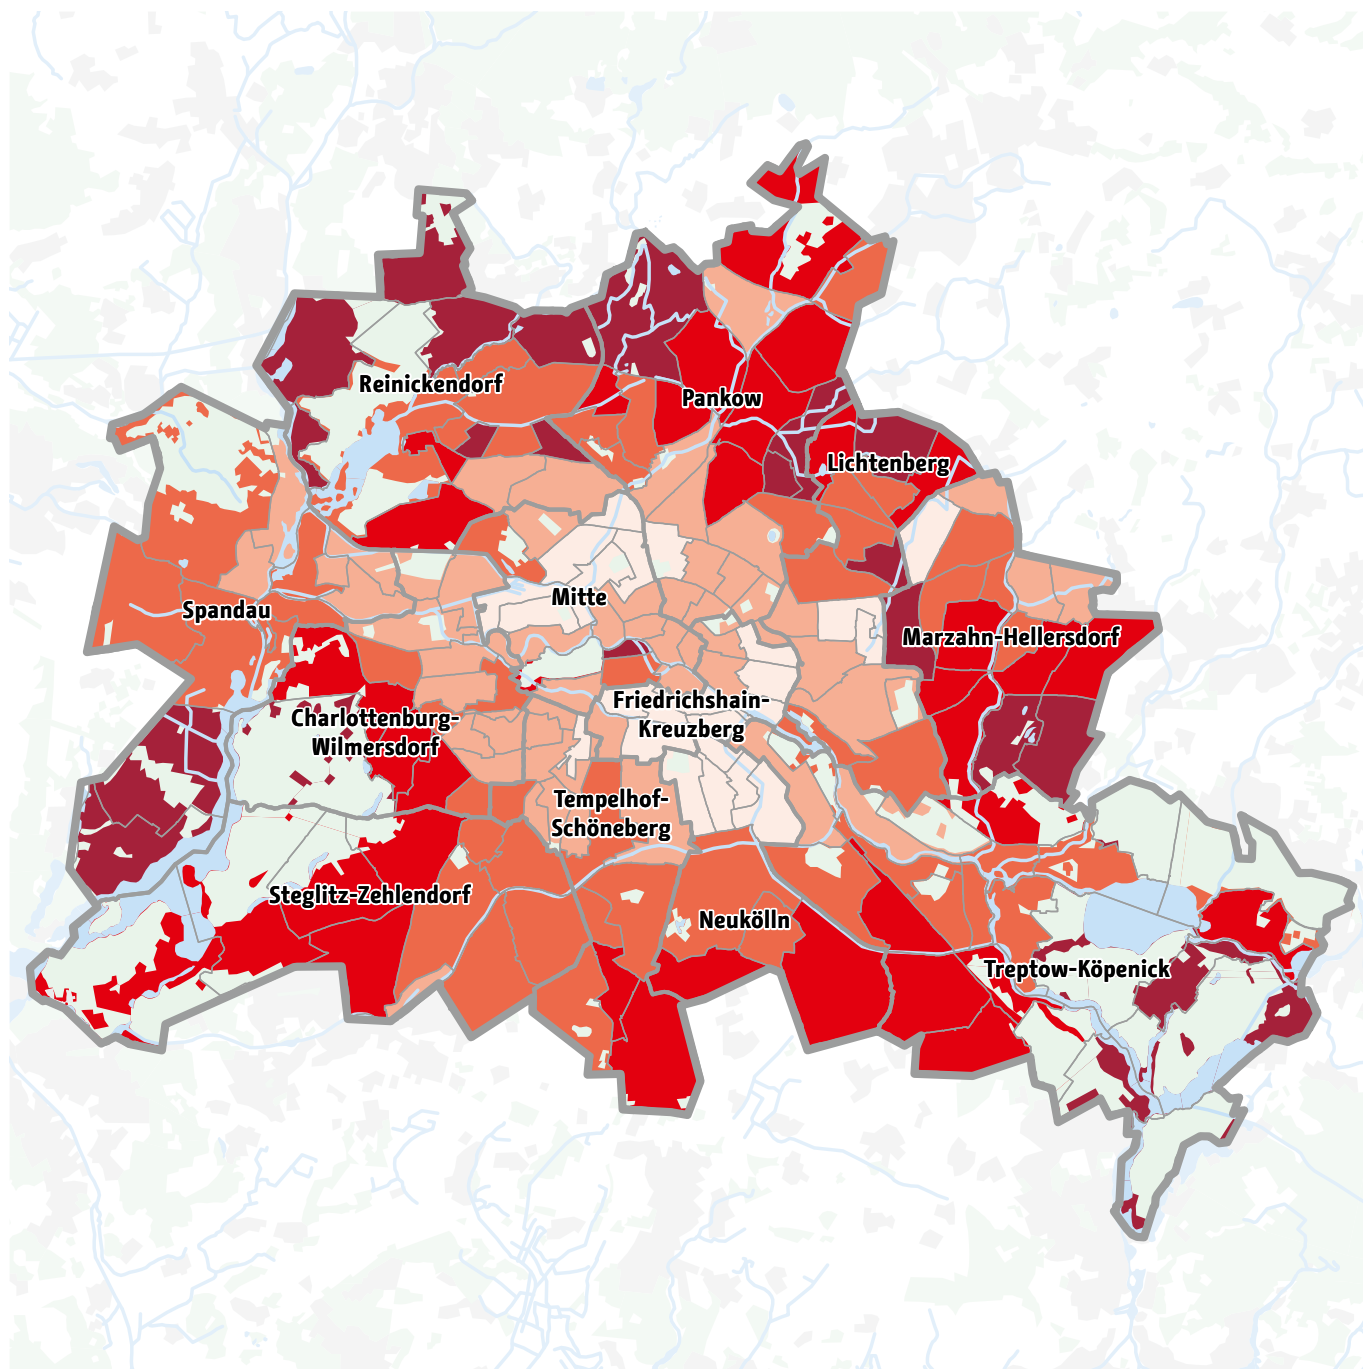 Reinickendorf
Pankow
Lichtenberg
Mitte
Spandau
Marzahn-Hellersdorf
Friedrichshain-
Kreuzberg
Charlottenburg-
Wilmersdorf
Tempelhof-
Schöneberg
Steglitz-Zehlendorf
Neukölln
Treptow-Köpenick